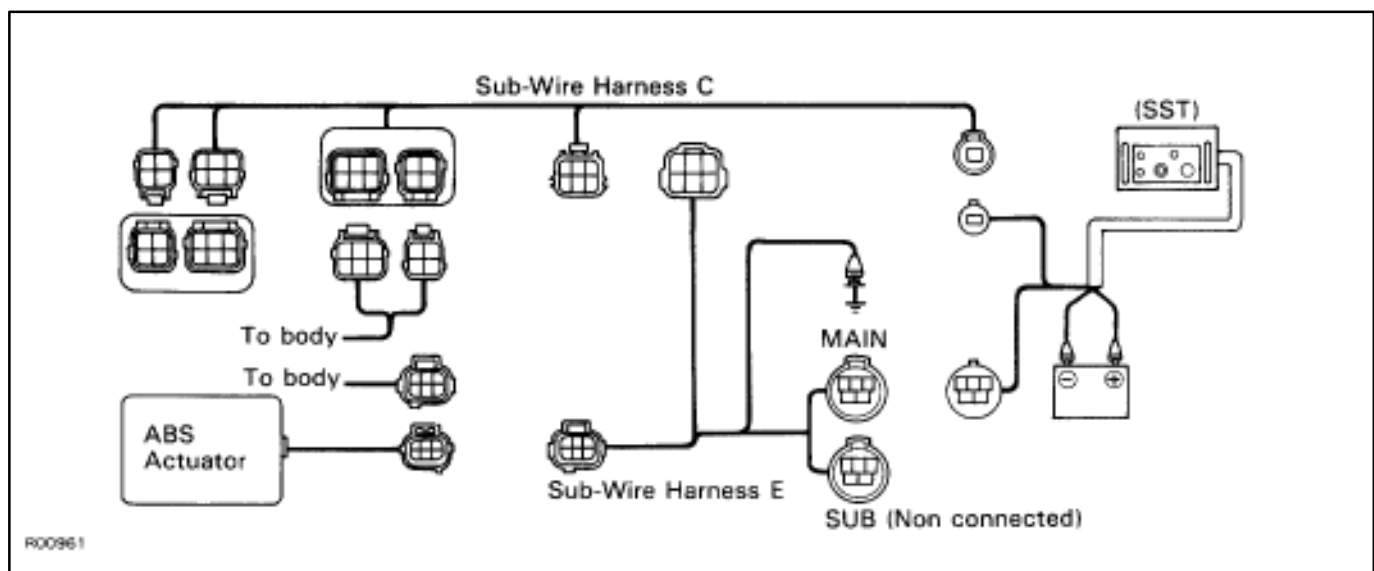 Sub-Wire Harness C
(SST)
To body
To body
MAIN
ABS
Actuator
Sub-Wire Harness E
SUB (Non connected)
R00961